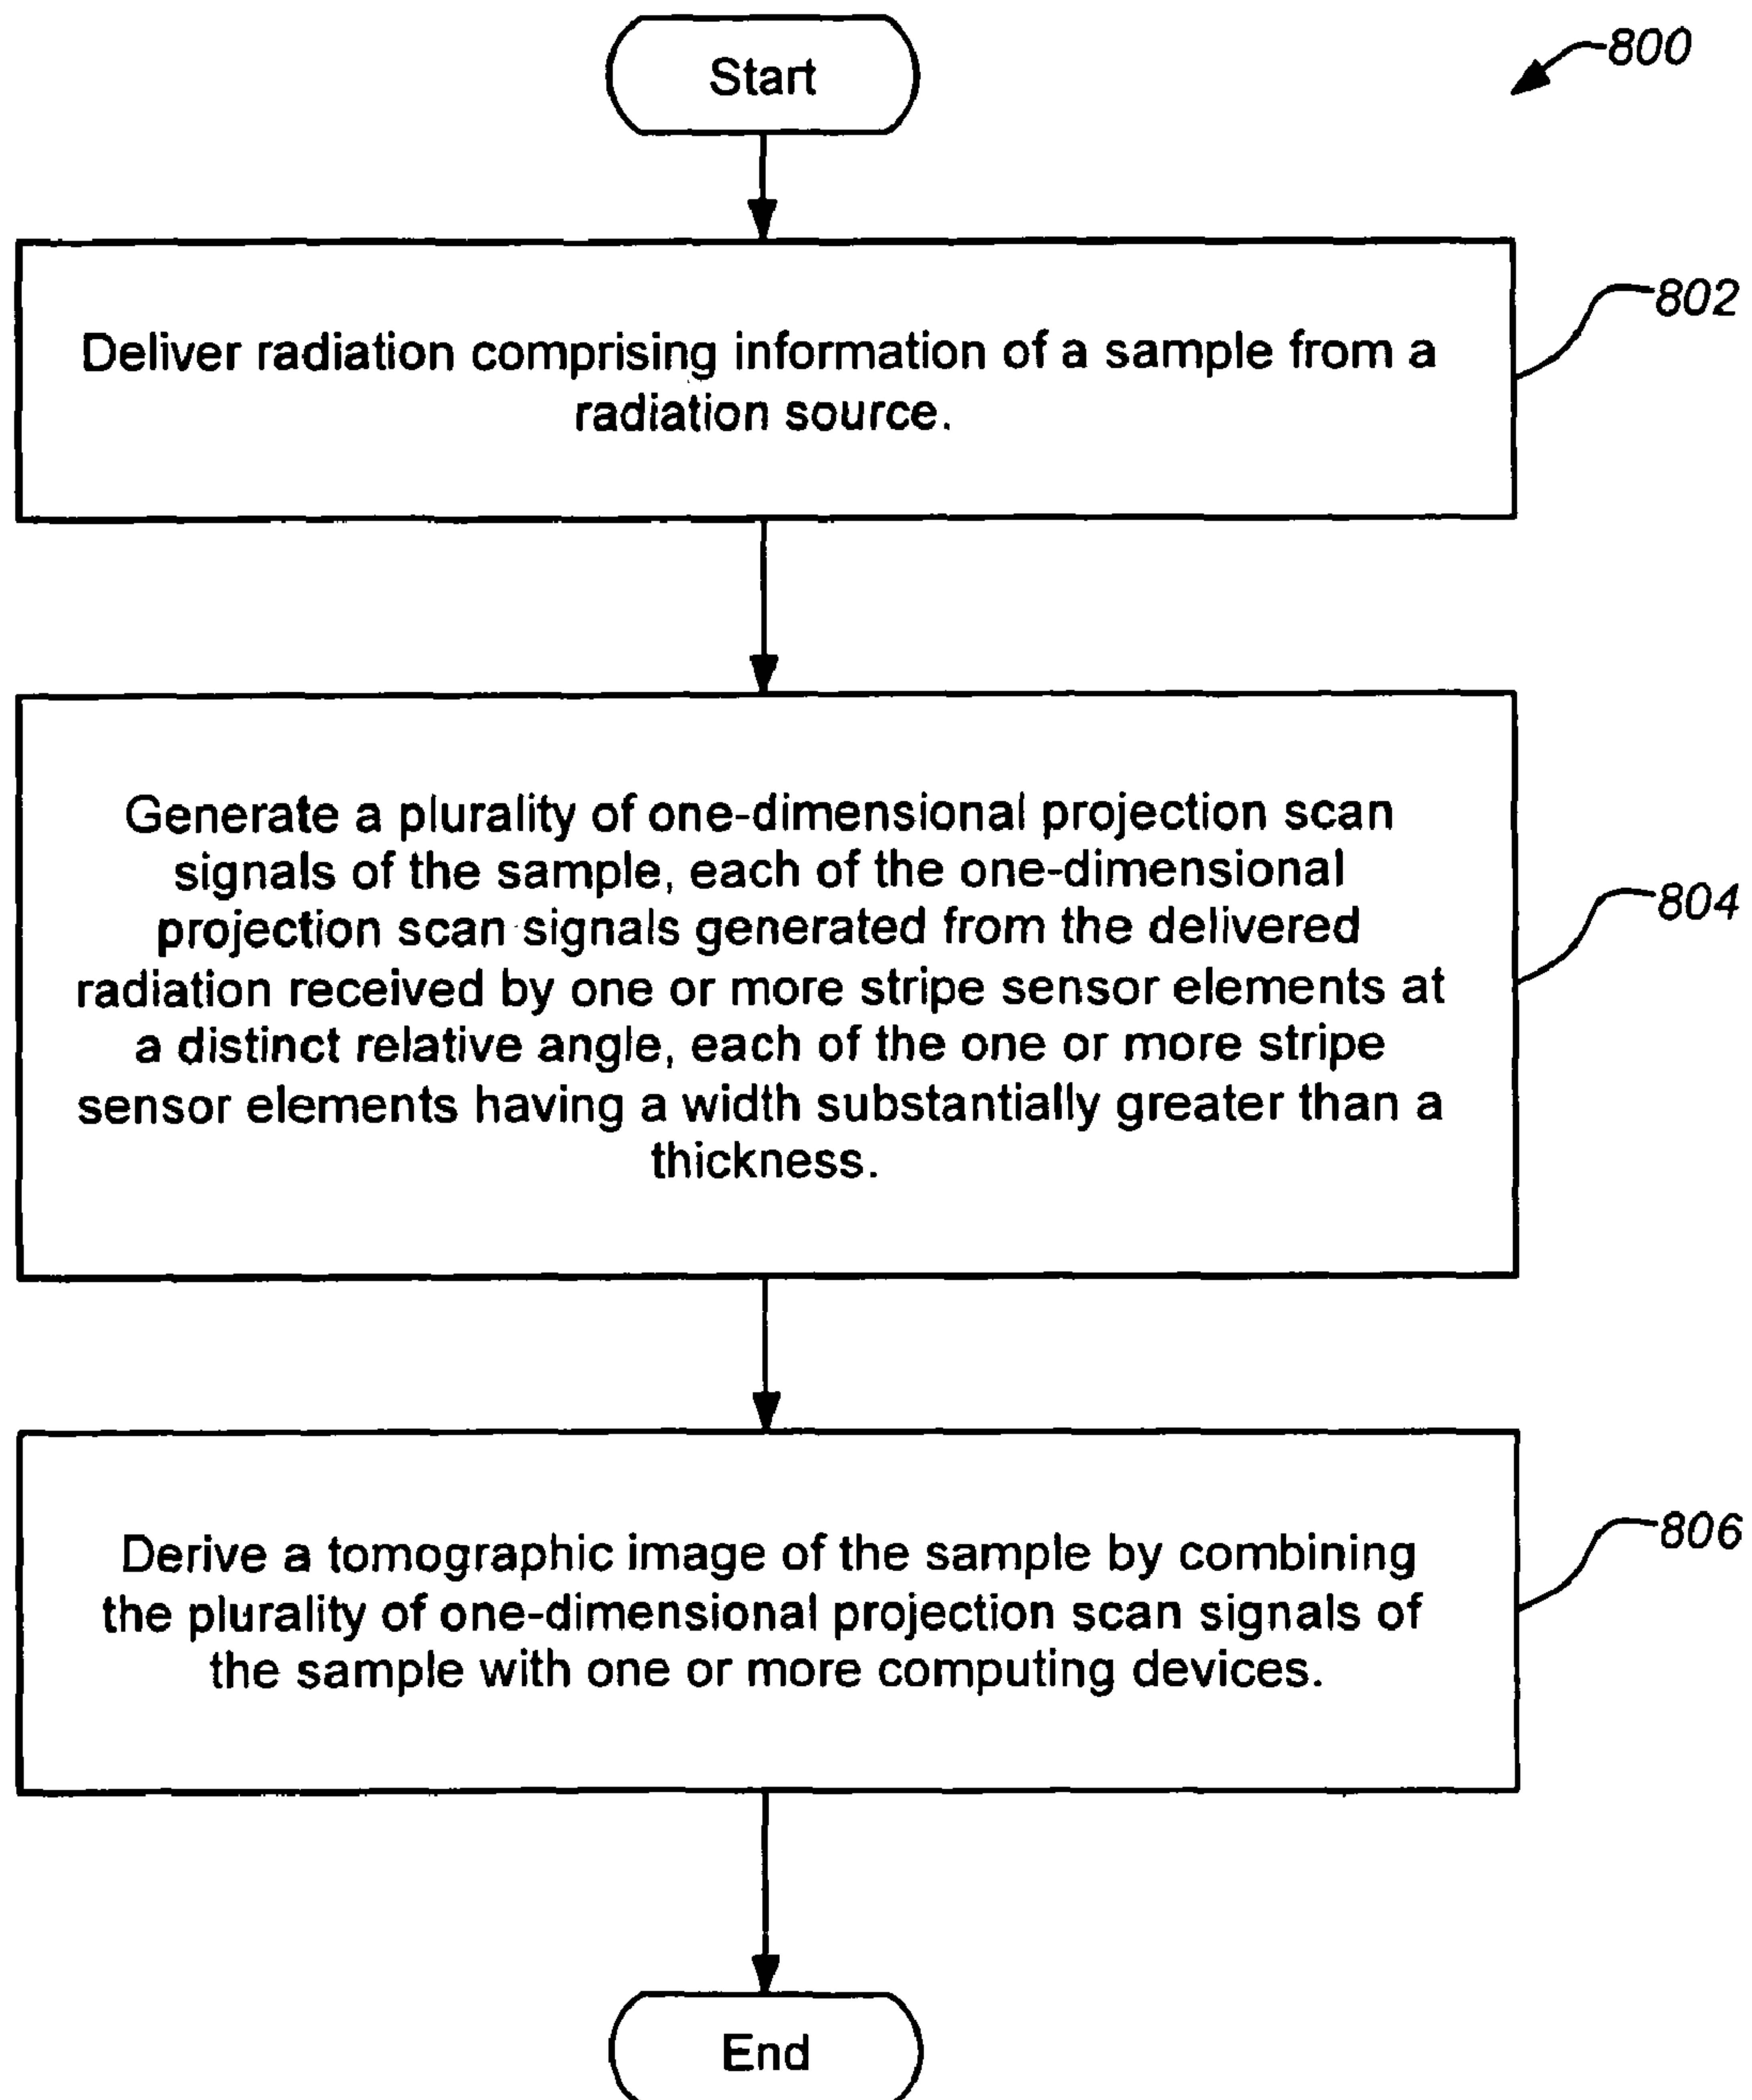 Start
800
Deliver radiation comprising information of a sample from a
radiation source.
802
Generate a plurality of one-dimensional projection scan
signals of the sample, each of the one-dimensional
projection scan signals generated from the delivered
radiation received by one or more stripe sensor elements at
a distinct relative angle, each of the one or more stripe
sensor elements having a width substantially greater than a
thickness.
804
Derive a tomographic image of the sample by combining
the plurality of one-dimensional projection scan signals of
the sample with one or more computing devices.
806
End